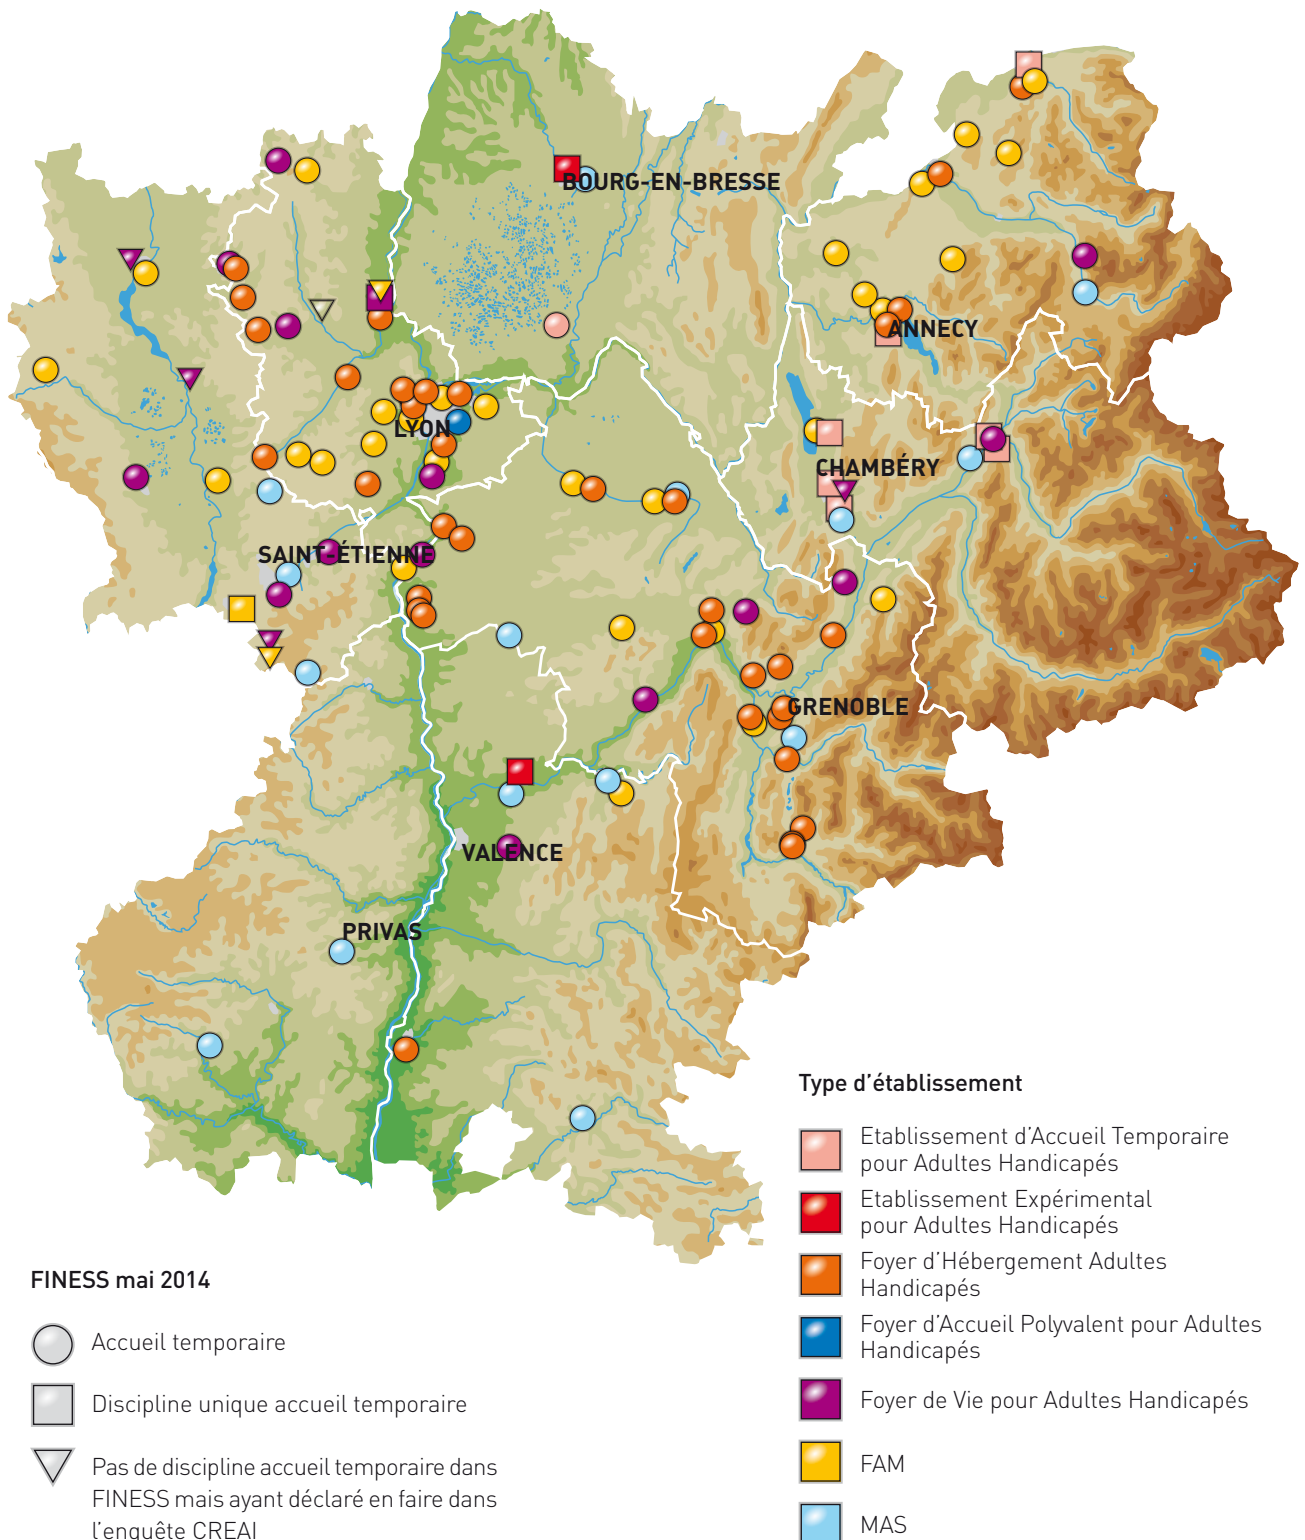 BOURG-EN-BRESSE
ANNECY
LYON
CHAMBÉRY
SAINT-ÉTIENNE
GRENOBLE
VALENCE
PRIVAS
Type d'établissement
Etablissement d'Accueil Temporaire
pour Adultes Handicapés
Etablissement Expérimental
pour Adultes Handicapés
Foyer d'Hébergement Adultes
Handicapés
Foyer d'Accueil Polyvalent pour Adultes
Handicapés
Foyer de Vie pour Adultes Handicapés
FAM
MAS
FINESS mai 2014
Accueil temporaire
Discipline unique accueil temporaire
Pas de discipline accueil temporaire dans
FINESS mais ayant déclaré en faire dans
l'enquête CREAI